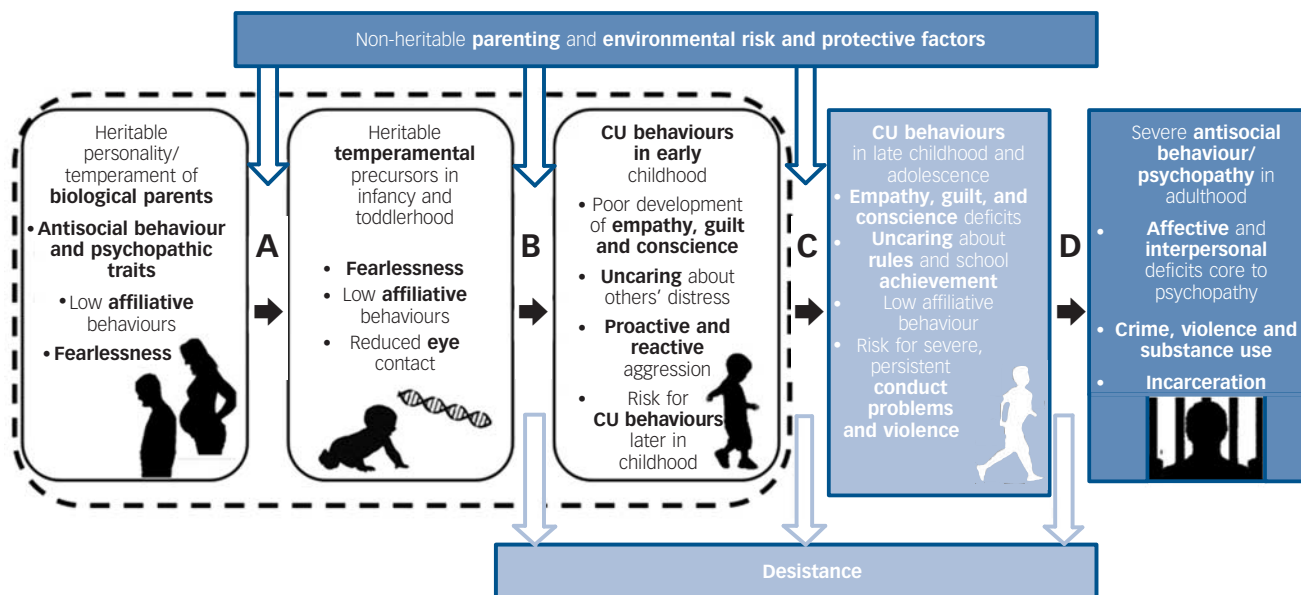 Non-heritable parenting and environmental risk and protective factors
Heritable
personality/
temperament of
biological parents
• Antisocial behaviour
and psychopathic
traits
• Low affiliative
behaviours
• Fearlessness
A
Heritable
temperamental
precursors in
infancy and
toddlerhood
• Fearlessness
• Low affiliative
behaviours
• Reduced eye
contact
B
CU behaviours
in early
childhood
• Poor development
of empathy, guilt
and conscience
• Uncaring about
others’ distress
• Proactive and
reactive
aggression
• Risk for
CU behaviours
later in
childhood
C
CU behaviours
in late childhood and
adolescence
• Empathy, guilt, and
conscience deficits
• Uncaring about
rules and school
achievement
• Low affiliative
behaviour
• Risk for severe,
persistent
conduct
problems
and violence
D
Severe antisocial
behaviour/
psychopathy in
adulthood
• Affective and
interpersonal
deficits core to
psychopathy
• Crime, violence and
substance use
• Incarceration
Desistance